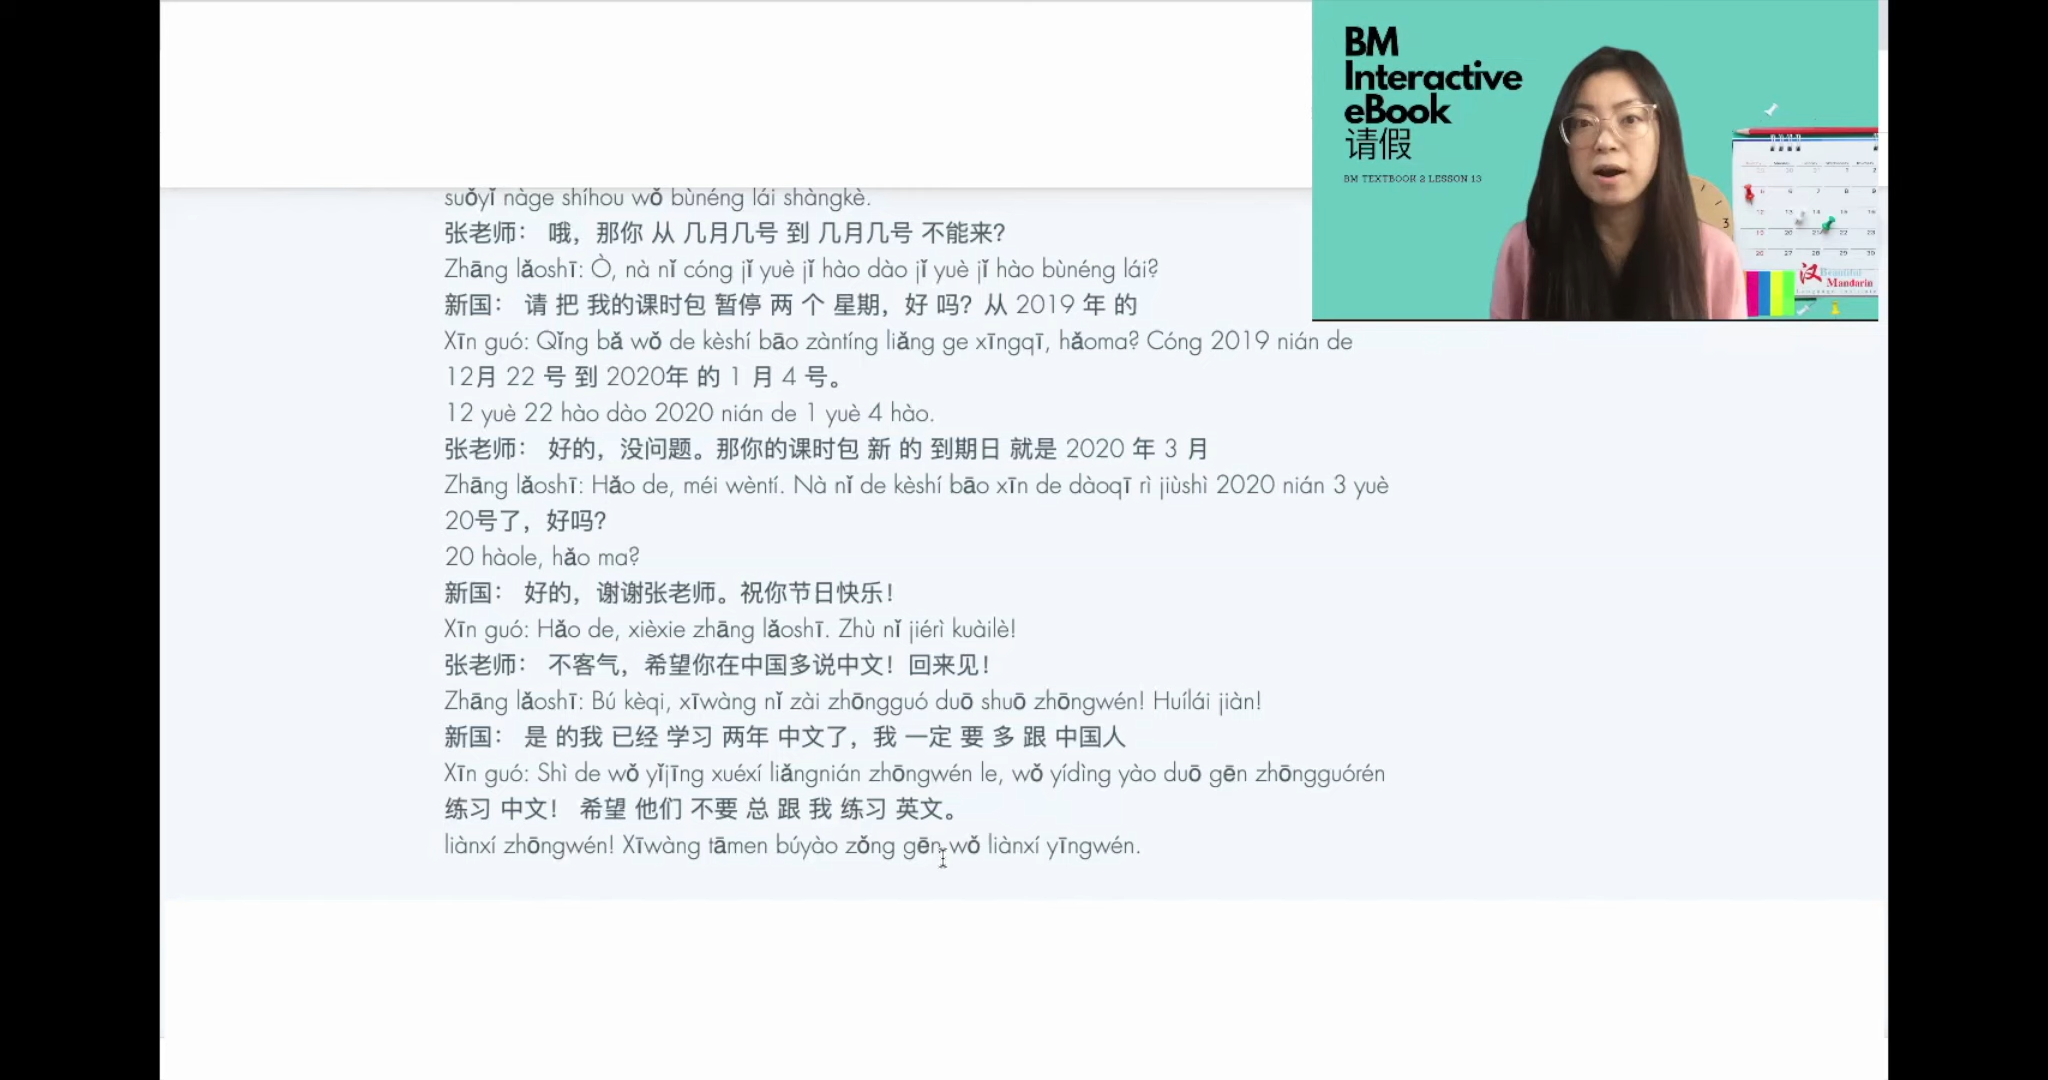 BM
Interactive
eBook
请假
BM TEXTBOOK 2 LESSON 13
汉 Beautiful
Mandarin
suǒyǐ nàge shíhou wǒ bùnéng lái shàngkè.
张老师： 哦，那你 从 几月几号 到 几月几号 不能来？
Zhāng lǎoshī: Ò, nà nǐ cóng jǐ yuè jǐ hào dào jǐ yuè jǐ hào bùnéng lái?
新国： 请 把 我的课时包 暂停 两 个 星期，好 吗？从 2019 年 的
Xīn guó: Qǐng bǎ wǒ de kèshí bāo zàntíng liǎng ge xīngqī, hǎoma? Cóng 2019 nián de
12月 22 号 到 2020年 的 1 月 4 号。
12 yuè 22 hào dào 2020 nián de 1 yuè 4 hào.
张老师： 好的，没问题。那你的课时包 新 的 到期日 就是 2020 年 3 月
Zhāng lǎoshī: Hǎo de, méi wèntí. Nà nǐ de kèshí bāo xīn de dàoqī rì jiùshì 2020 nián 3 yuè
20号了，好吗？
20 hàole, hǎo ma?
新国： 好的，谢谢张老师。祝你节日快乐！
Xīn guó: Hǎo de, xièxie zhāng lǎoshī. Zhù nǐ jiérì kuàilè!
张老师： 不客气，希望你在中国多说中文！回来见！
Zhāng lǎoshī: Bú kèqi, xīwàng nǐ zài zhōngguó duō shuō zhōngwén! Huílái jiàn!
新国： 是 的我 已经 学习 两年 中文了，我 一定 要 多 跟 中国人
Xīn guó: Shì de wǒ yǐjīng xuéxí liǎngnián zhōngwén le, wǒ yídìng yào duō gēn zhōngguórén
练习 中文！ 希望 他们 不要 总 跟 我 练习 英文。
liànxí zhōngwén! Xīwàng tāmen búyào zǒng gēn wǒ liànxí yīngwén.